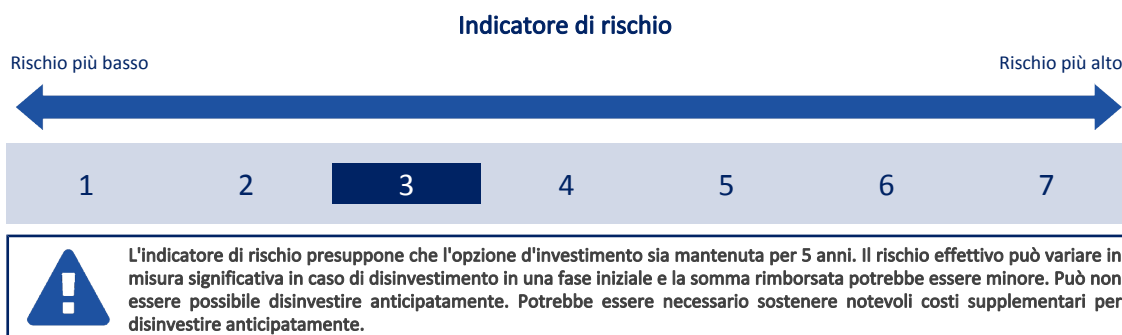 Indicatore di rischio
Rischio più basso
Rischio più alto
1 2 3 4 5 6 7
L'indicatore di rischio presuppone che l'opzione d'investimento sia mantenuta per 5 anni. Il rischio effettivo può variare in
misura significativa in caso di disinvestimento in una fase iniziale e la somma rimborsata potrebbe essere minore. Può non
essere possibile disinvestire anticipatamente. Potrebbe essere necessario sostenere notevoli costi supplementari per
disinvestire anticipatamente.